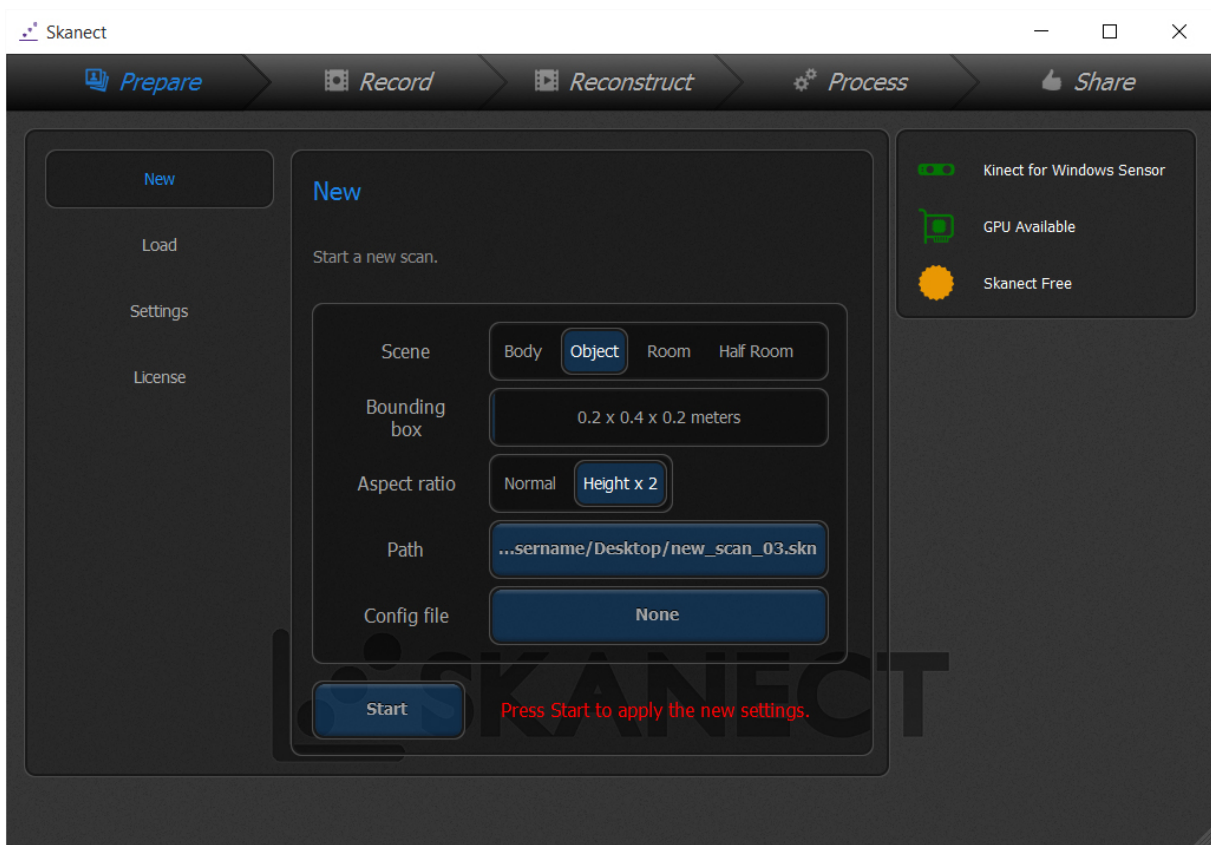 Skanect
Prepare
Record
Reconstruct
Process
Share
New
Load
Settings
License
New
Start a new scan.
Scene
Body
Object
Room
Half Room
Bounding
box
0.2 x 0.4 x 0.2 meters
Aspect ratio
Normal
Height x 2
Path
...sername/Desktop/new_scan_03.skn
Config file
None
Start
Press Start to apply the new settings.
SKANECT
Kinect for Windows Sensor
GPU Available
Skanect Free